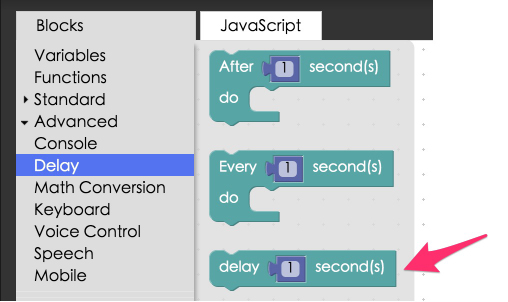 Blocks
JavaScript
Variables
Functions
Standard
Advanced
Console
Delay
Math Conversion
Keyboard
Voice Control
Speech
Mobile
After 1 second(s)
do
Every 1 second(s)
do
delay 1 second(s)